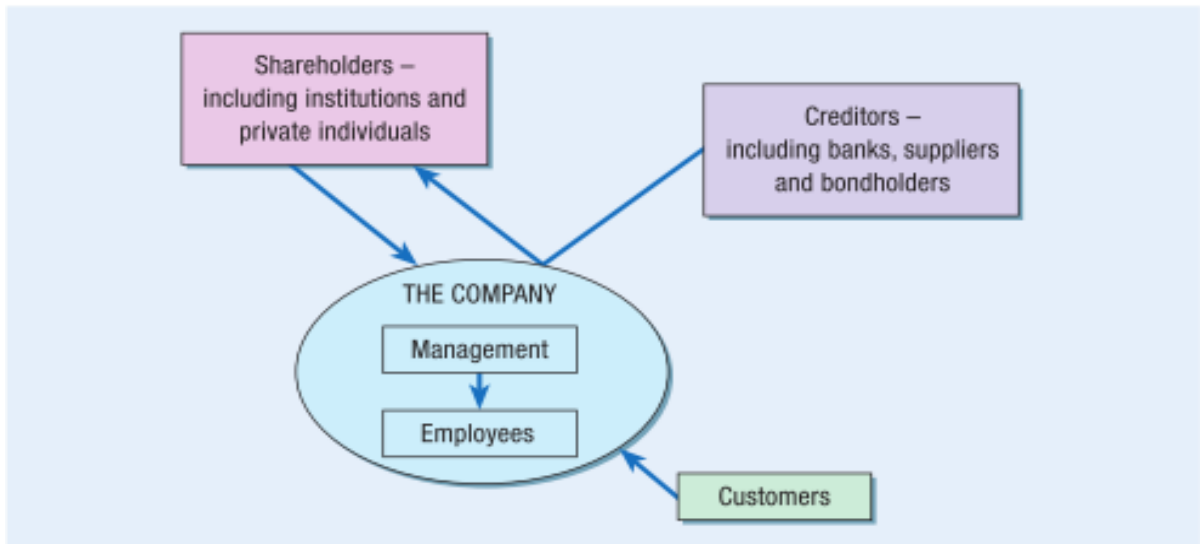 Shareholders –
including institutions and
private individuals
Creditors –
including banks, suppliers
and bondholders
THE COMPANY
Management
Employees
Customers